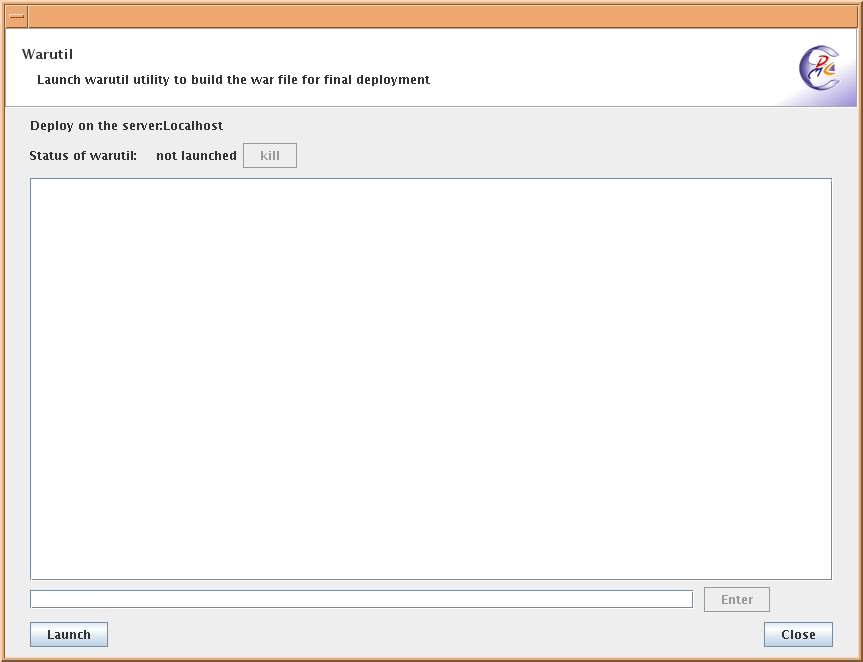 Warutil
Launch warutil utility to build the war file for final deployment
Deploy on the server:Localhost
Status of warutil: not launched kill
Enter
Launch Close